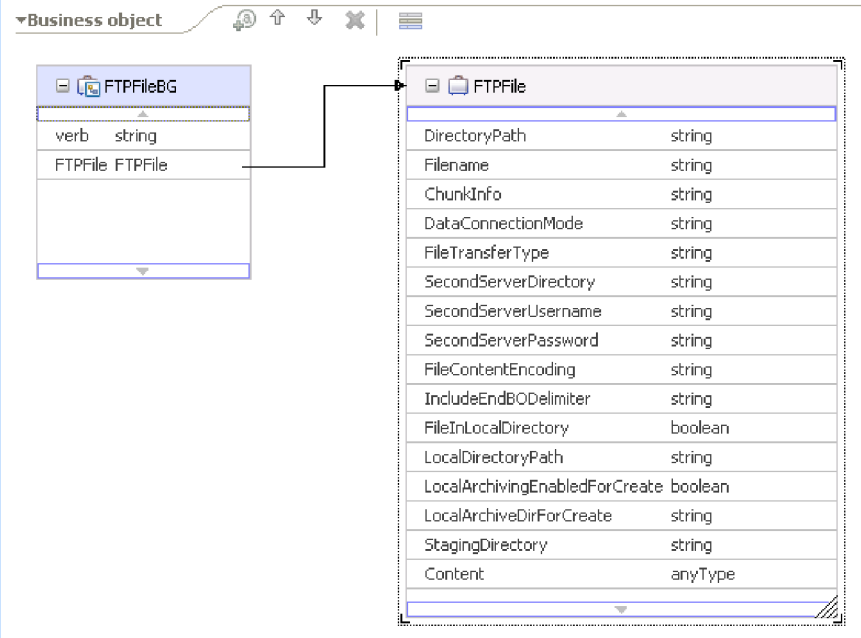 Business object
FTPFileBG
verb string
FTPFile FTPFile
FTPFile
DirectoryPath string
Filename string
ChunkInfo string
DataConnectionMode string
FileTransferType string
SecondServerDirectory string
SecondServerUsername string
SecondServerPassword string
FileContentEncoding string
IncludeEndBODelimiter string
FileInLocalDirectory boolean
LocalDirectoryPath string
LocalArchivingEnabledForCreate boolean
LocalArchiveDirForCreate string
StagingDirectory string
Content anyType